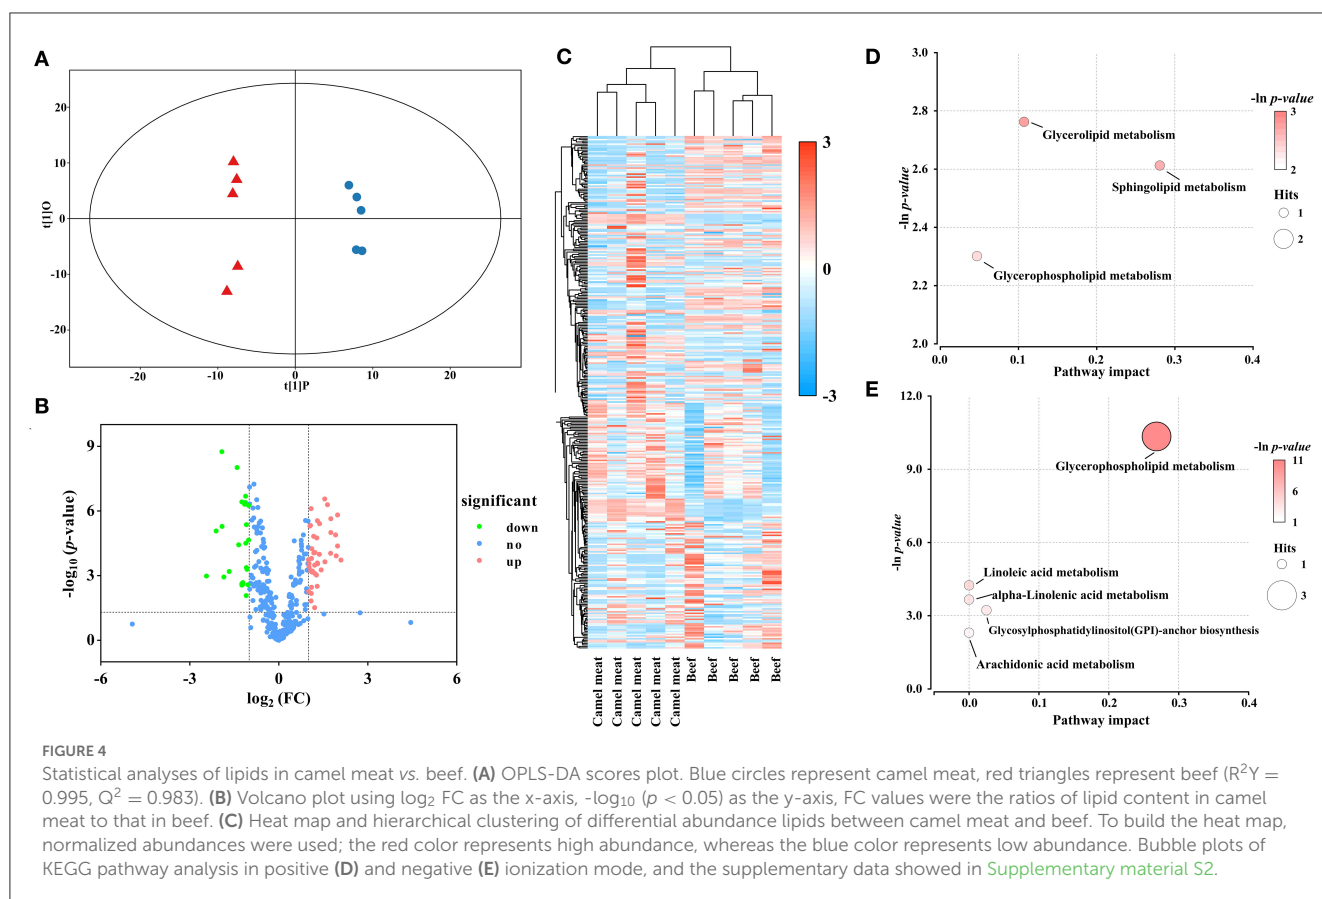 A
20
10
0
-10
-20
t[1]O
-20
-10
0
10
20
t[1]P
B
9
6
3
0
-log10 (p-value)
-6
-3
0
3
6
log2 (FC)
significant
down
no
up
C
3
0
-3
Camel meat
Camel meat
Camel meat
Camel meat
Camel meat
Beef
Beef
Beef
Beef
Beef
D
3.0
2.8
2.6
2.4
2.2
2.0
-ln p-value
Glycerolipid metabolism
Sphingolipid metabolism
Glycerophospholipid metabolism
0.0
0.1
0.2
0.3
0.4
Pathway impact
-ln p-value
3
2
Hits
1
2
E
12.0
9.0
6.0
3.0
0.0
-ln p-value
Glycerophospholipid metabolism
Linoleic acid metabolism
alpha-Linolenic acid metabolism
Glycosylphosphatidylinositol(GPI)-anchor biosynthesis
Arachidonic acid metabolism
0.0
0.1
0.2
0.3
0.4
Pathway impact
-ln p-value
11
6
1
Hits
1
3
FIGURE 4
Statistical analyses of lipids in camel meat vs. beef. (A) OPLS-DA scores plot. Blue circles represent camel meat, red triangles represent beef (R²Y =
0.995, Q² = 0.983). (B) Volcano plot using log₂ FC as the x-axis, -log₁₀ (p < 0.05) as the y-axis, FC values were the ratios of lipid content in camel
meat to that in beef. (C) Heat map and hierarchical clustering of differential abundance lipids between camel meat and beef. To build the heat map,
normalized abundances were used; the red color represents high abundance, whereas the blue color represents low abundance. Bubble plots of
KEGG pathway analysis in positive (D) and negative (E) ionization mode, and the supplementary data showed in Supplementary material S2.